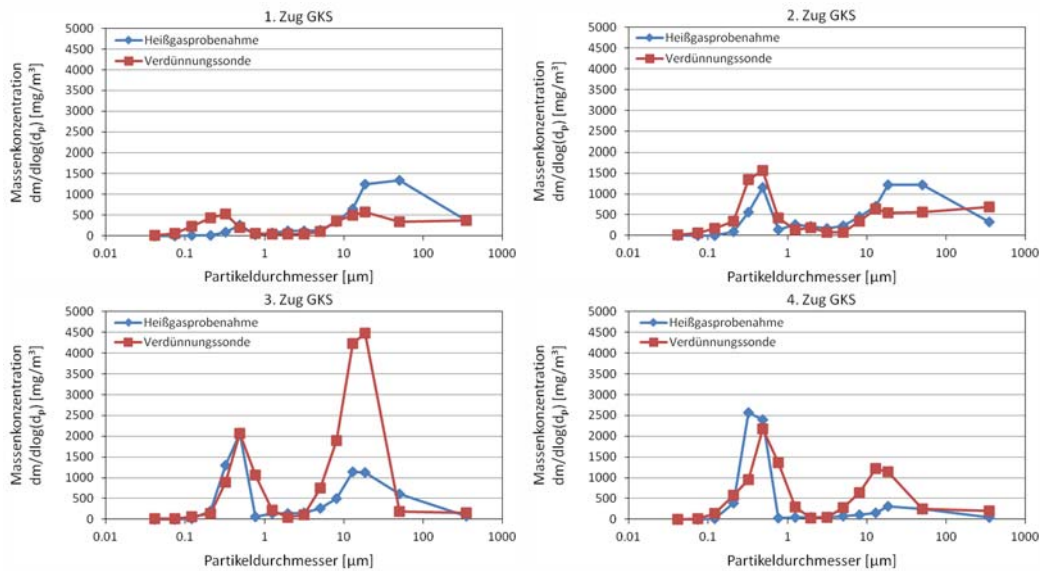 1. Zug GKS
5000
4500
4000
3500
3000
2500
2000
1500
1000
500
0
Massenkonzentration
dm/dlog(dₚ) [mg/m³]
Heißgasprobenahme
Verdünnungssonde
0.01 0.1 1 10 100 1000
Partikeldurchmesser [µm]
2. Zug GKS
5000
4500
4000
3500
3000
2500
2000
1500
1000
500
0
Massenkonzentration
dm/dlog(dₚ) [mg/m³]
Heißgasprobenahme
Verdünnungssonde
0.01 0.1 1 10 100 1000
Partikeldurchmesser [µm]
3. Zug GKS
5000
4500
4000
3500
3000
2500
2000
1500
1000
500
0
Massenkonzentration
dm/dlog(dₚ) [mg/m³]
Heißgasprobenahme
Verdünnungssonde
0.01 0.1 1 10 100 1000
Partikeldurchmesser [µm]
4. Zug GKS
5000
4500
4000
3500
3000
2500
2000
1500
1000
500
0
Massenkonzentration
dm/dlog(dₚ) [mg/m³]
Heißgasprobenahme
Verdünnungssonde
0.01 0.1 1 10 100 1000
Partikeldurchmesser [µm]